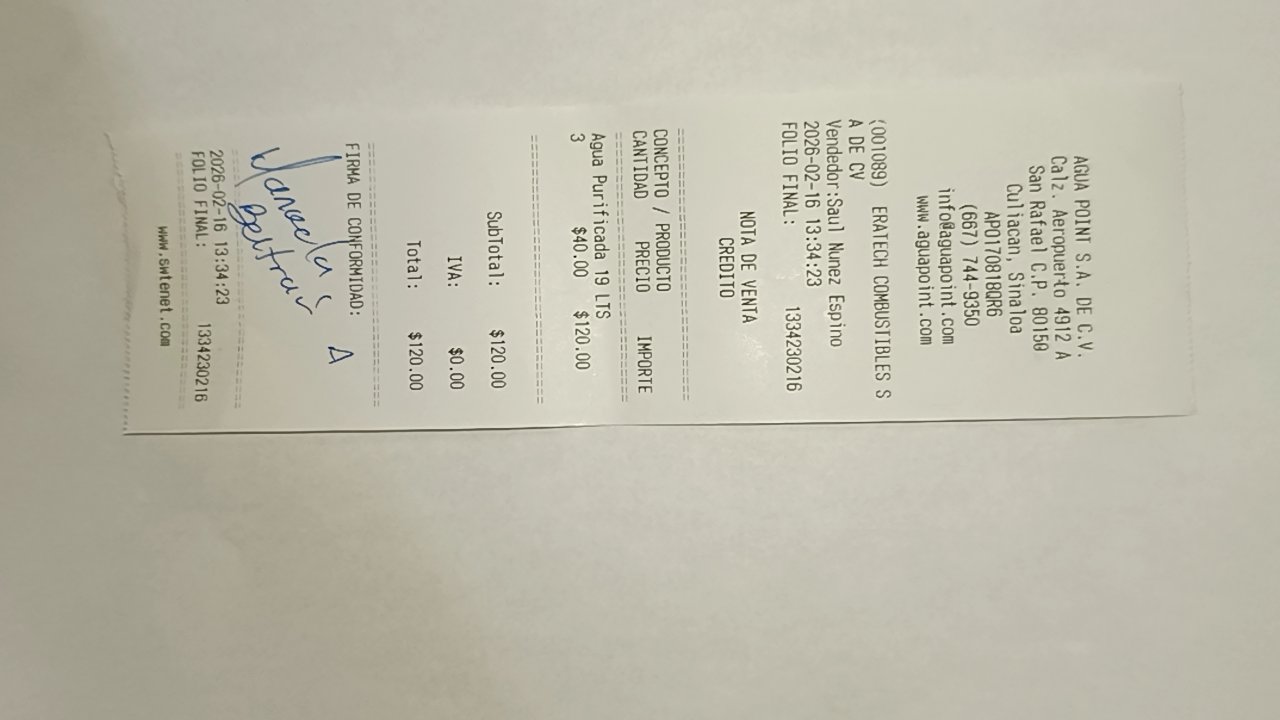 AGUA POINT S.A. DE C.V.
Calz. Aeropuerto 4912 A
San Rafael C.P. 80150
Culiacan, Sinaloa
APO170818QR6
(667) 744-9350
info@aguapoint.com
www.aguapoint.com
(001089) ERATECH COMBUSTIBLES S
A DE CV
Vendedor:Saul Nunez Espino
2026-02-16 13:34:23
FOLIO FINAL: 1334230216
NOTA DE VENTA
CREDITO
CONCEPTO / PRODUCTO
CANTIDAD PRECIO IMPORTE
Agua Purificada 19 LTS
3 $40.00 $120.00
SubTotal: $120.00
IVA: $0.00
Total: $120.00
FIRMA DE CONFORMIDAD:
Beltran
2026-02-16 13:34:23
FOLIO FINAL: 1334230216
www.swtenet.com